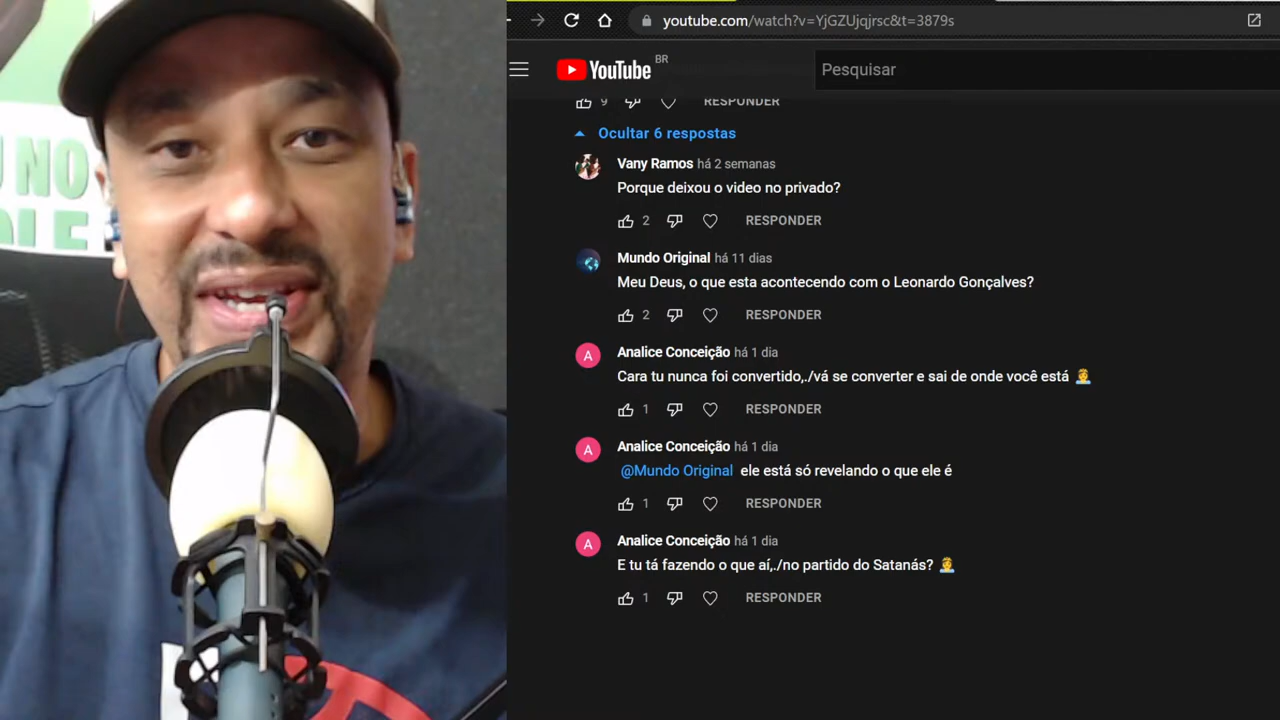 U NO
OLE
youtube.com/watch?v=YjGZUjqjrsc&t=3879s
YouTube BR
Pesquisar
9 RESPONDER
Ocultar 6 respostas
Vany Ramos há 2 semanas
Porque deixou o video no privado?
2 RESPONDER
Mundo Original há 11 dias
Meu Deus, o que esta acontecendo com o Leonardo Gonçalves?
2 RESPONDER
A Analice Conceição há 1 dia
Cara tu nunca foi convertido,./vá se converter e sai de onde você está 👰
1 RESPONDER
A Analice Conceição há 1 dia
@Mundo Original ele está só revelando o que ele é
1 RESPONDER
A Analice Conceição há 1 dia
E tu tá fazendo o que aí,./no partido do Satanás? 👰
1 RESPONDER